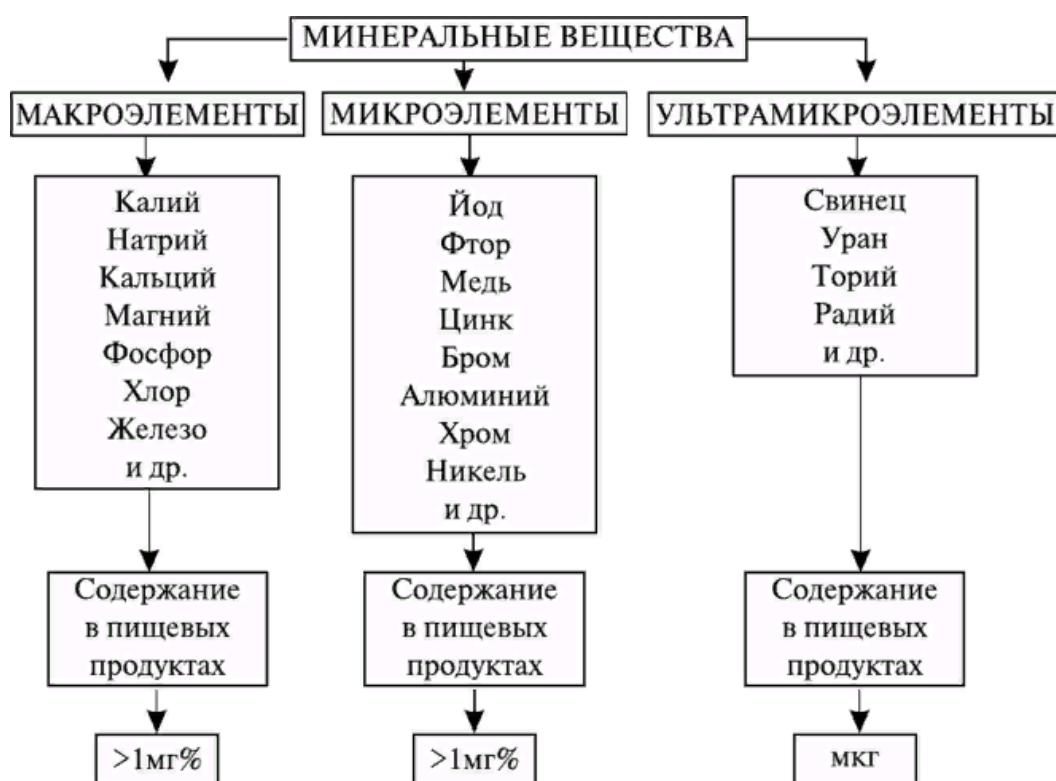 МИНЕРАЛЬНЫЕ ВЕЩЕСТВА
МАКРОЭЛЕМЕНТЫ
Калий
Натрий
Кальций
Магний
Фосфор
Хлор
Железо
и др.
Содержание
в пищевых
продуктах
>1мг%
МИКРОЭЛЕМЕНТЫ
Йод
Фтор
Медь
Цинк
Бром
Алюминий
Хром
Никель
и др.
Содержание
в пищевых
продуктах
>1мг%
УЛЬТРАМИКРОЭЛЕМЕНТЫ
Свинец
Уран
Торий
Радий
и др.
Содержание
в пищевых
продуктах
мкг